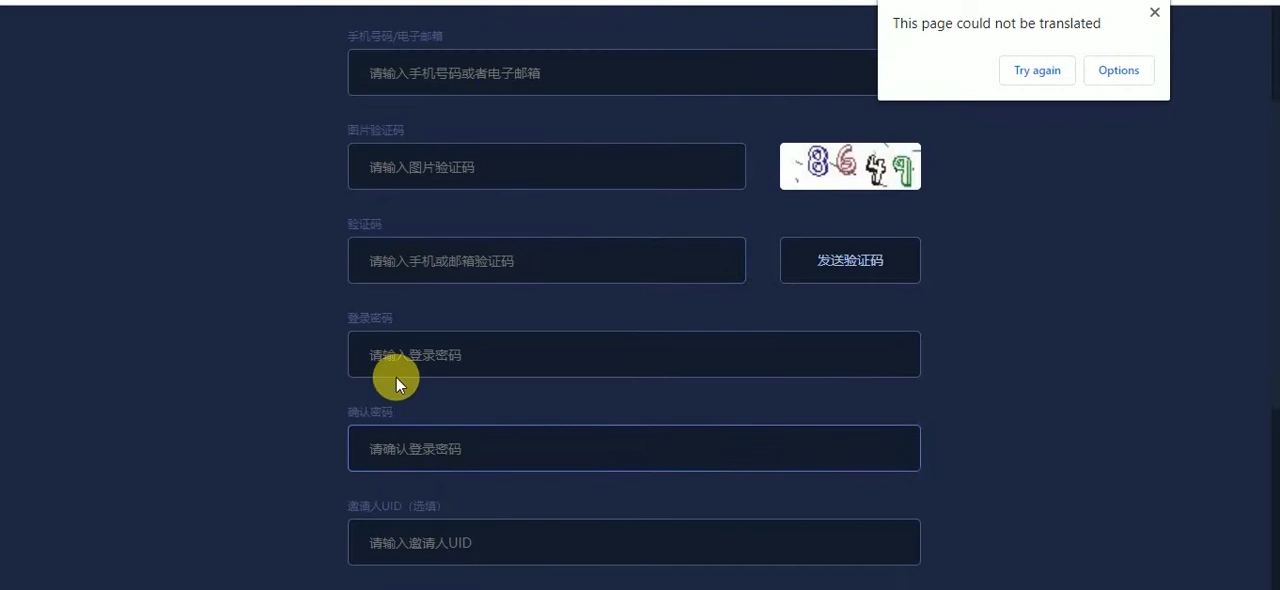 手机号码/电子邮箱
请输入手机号码或者电子邮箱
This page could not be translated
Try again
Options
图片验证码
请输入图片验证码
8649
验证码
请输入手机或邮箱验证码
发送验证码
登录密码
请输入登录密码
确认密码
请确认登录密码
邀请人UID（选填）
请输入邀请人UID